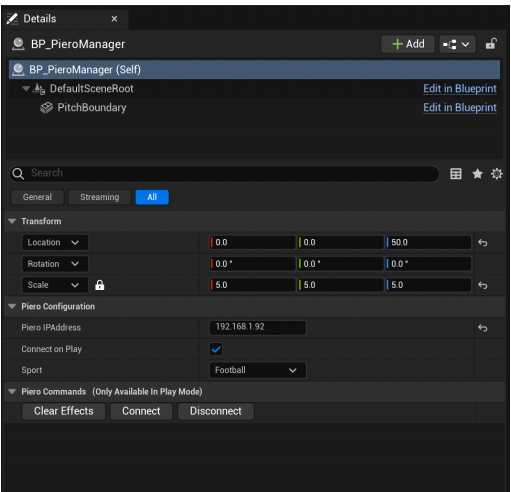 Details ×
BP_PieroManager + Add
BP_PieroManager (Self)
DefaultSceneRoot Edit in Blueprint
PitchBoundary Edit in Blueprint
Search
General Streaming All
Transform
Location 0.0 0.0 50.0
Rotation 0.0 ° 0.0 ° 0.0 °
Scale 5.0 5.0 5.0
Piero Configuration
Piero IPAddress 192.168.1.92
Connect on Play
Sport Football
Piero Commands (Only Available In Play Mode)
Clear Effects Connect Disconnect